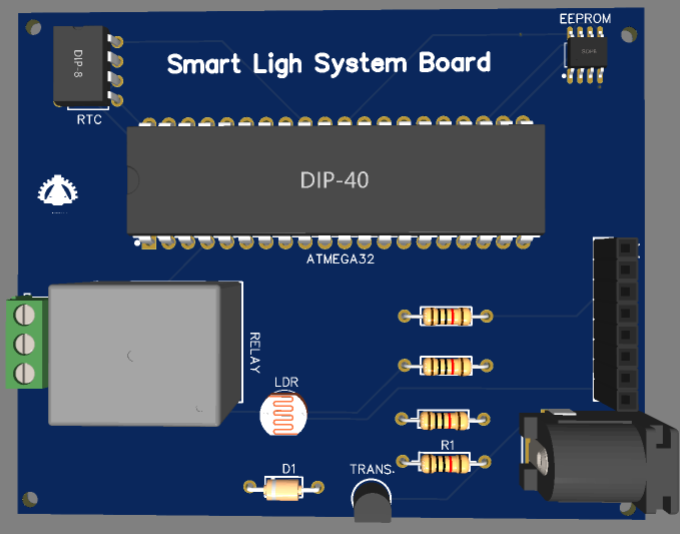 EEPROM
DIP-8
Smart Ligh System Board
RTC
DIP-40
ATMEGA32
RELAY
LDR
R1
D1
TRANS-